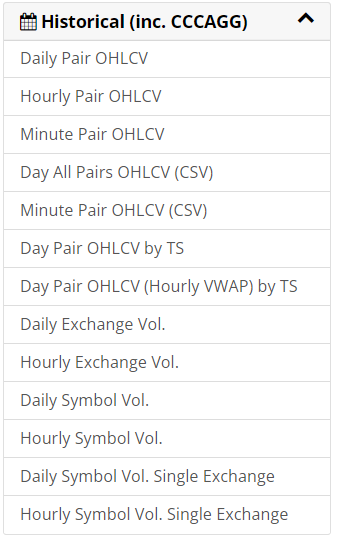 Historical (inc. CCCAGG)
Daily Pair OHLCV
Hourly Pair OHLCV
Minute Pair OHLCV
Day All Pairs OHLCV (CSV)
Minute Pair OHLCV (CSV)
Day Pair OHLCV by TS
Day Pair OHLCV (Hourly VWAP) by TS
Daily Exchange Vol.
Hourly Exchange Vol.
Daily Symbol Vol.
Hourly Symbol Vol.
Daily Symbol Vol. Single Exchange
Hourly Symbol Vol. Single Exchange